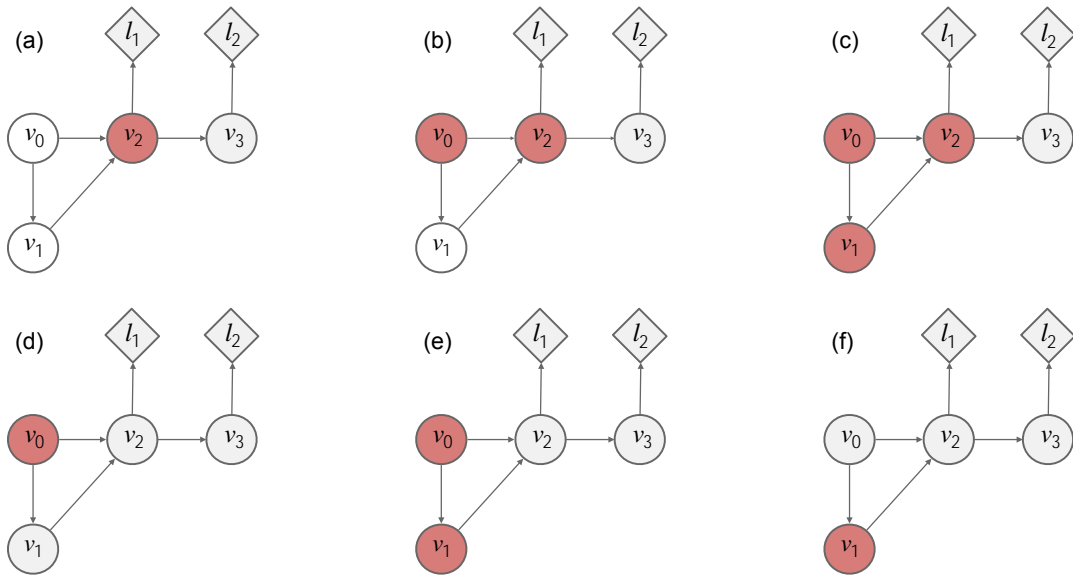 (a) l1 l2 (b) l1 l2 (c) l1 l2
v0 v2 v3 v0 v2 v3 v0 v2 v3
v1 v1 v1
(d) l1 l2 (e) l1 l2 (f) l1 l2
v0 v2 v3 v0 v2 v3 v0 v2 v3
v1 v1 v1